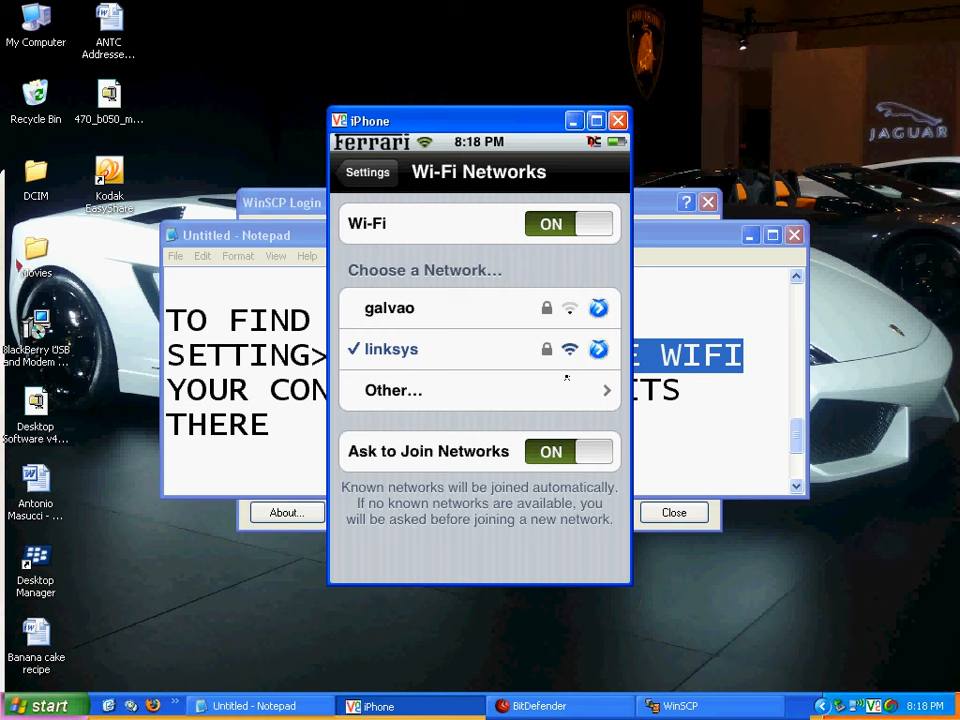 My Computer
ANTC
Addresse...
Recycle Bin
470_b050_m...
DCIM
Kodak
EasyShare
Movies
BlackBerry USB
and Modem ...
Desktop
Software v4...
Antonio
Masucci - ...
Desktop
Manager
Banana cake
recipe
JAGUAR
WinSCP Login
Untitled - Notepad
File Edit Format View Help
TO FIND
SETTING> E WIFI
YOUR CON ITS
THERE
About...
Close
V2 iPhone
Ferrari 8:18 PM
Settings
Wi-Fi Networks
Wi-Fi ON
Choose a Network...
galvao
linksys
Other...
Ask to Join Networks ON
Known networks will be joined automatically.
If no known networks are available, you
will be asked before joining a new network.
start
Untitled - Notepad
iPhone
BitDefender
WinSCP
8:18 PM